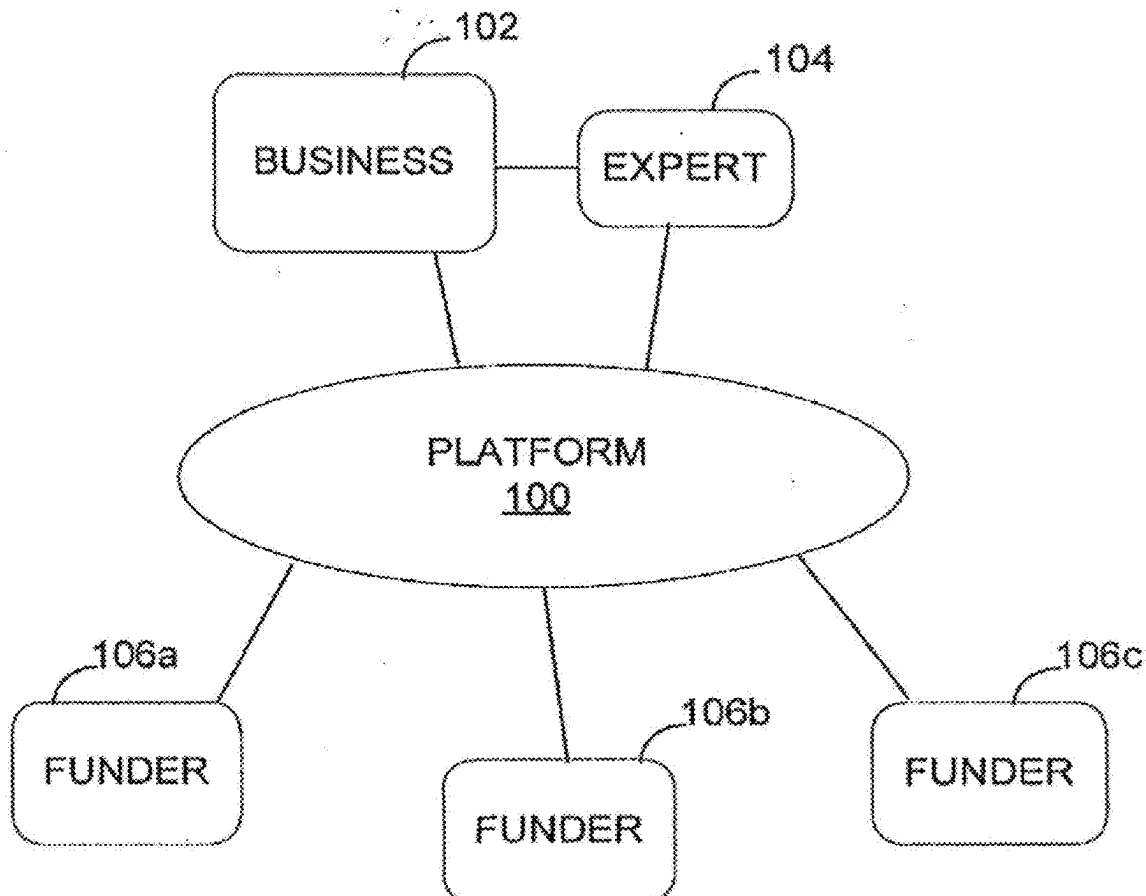 102
104
BUSINESS
EXPERT
PLATFORM
100
106a
106c
106b
FUNDER
FUNDER
FUNDER